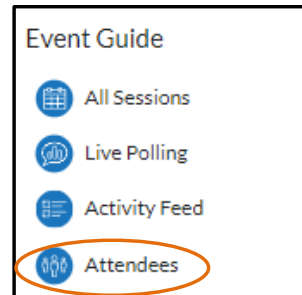 Event Guide
All Sessions
Live Polling
Activity Feed
Attendees